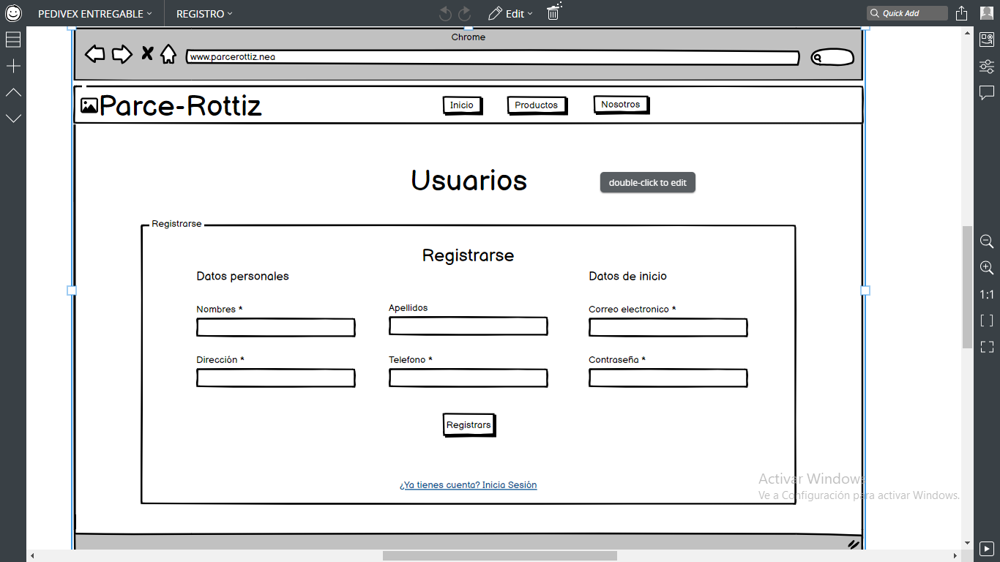 PEDIVEX ENTREGABLE
REGISTRO
Edit
Quick Add
Chrome
www.parcerottiz.nea
Parce-Rottiz
Inicio
Productos
Nosotros
Usuarios
double-click to edit
Registrarse
Registrarse
Datos personales
Datos de inicio
Nombres *
Apellidos
Correo electronico *
Dirección *
Telefono *
Contraseña *
Registrars
¿Ya tienes cuenta? Inicia Sesión
Activar Windows
Ve a Configuración para activar Windows.
1:1